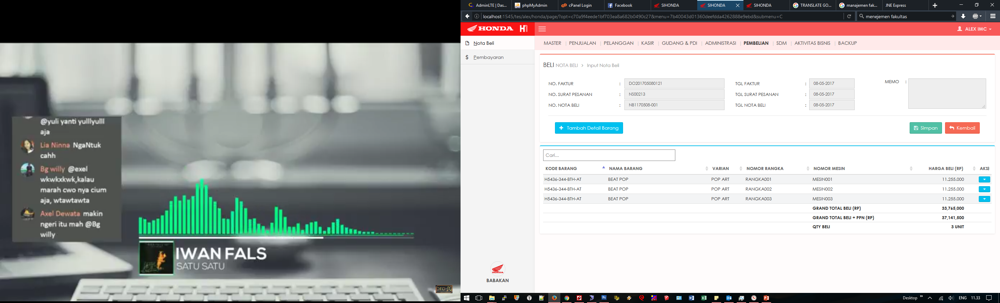 @yuli yanti yulllyulll
aja
Lia Ninna NgaNtuk
cahh
Bg willy @exel
wkwkxkwk,kalau
marah cwo nya cium
aja, wtawtawta
Axel Dewata makin
ngeri itu mah @Bg
willy
IWAN FALS
SATU SATU
pro-M
AdminLTE | Das...
phpMyAdmin
cPanel Login
Facebook
SIHONDA
SIHONDA
SIHONDA
TRANSLATE GO...
manajemen fak...
JNE Express
localhost:1545/tes/alex/honda/page/?opt=c70a9f4eede1bf703ea8a682b0490c27&menu=7b40043d01360deefdda4262888e9ebd&submenu=C
menejemen fakultas
ABP
HONDA H1
ALEX IMC
Nota Beli
Pembayaran
MASTER | PENJUALAN | PELANGGAN | KASIR | GUDANG & PDI | ADMINISTRASI | PEMBELIAN | SDM | AKTIVITAS BISNIS | BACKUP
BELI NOTA BELI > Input Nota Beli
NO. FAKTUR : DO201705080121 TGL FAKTUR : 08-05-2017 MEMO :
NO. SURAT PESANAN : NS00213 TGL SURAT PESANAN : 08-05-2017
NO. NOTA BELI : NB1170508-001 TGL NOTA BELI : 08-05-2017
+ Tambah Detail Barang Simpan Kembali
Cari...
KODE BARANG NAMA BARANG VARIAN NOMOR RANGKA NOMOR MESIN HARGA BELI (RP) AKSI
H5436-344-BTH-AT BEAT POP POP ART RANGKA001 MESIN001 11.255.000
H5436-344-BTH-AT BEAT POP POP ART RANGKA002 MESIN002 11.255.000
H5436-344-BTH-AT BEAT POP POP ART RANGKA003 MESIN003 11.255.000
GRAND TOTAL BELI (RP) 33,765,000
GRAND TOTAL BELI + PPN (RP) 37,141,500
QTY BELI 3 UNIT
HONDA
BABAKAN
Desktop ENG 11.33